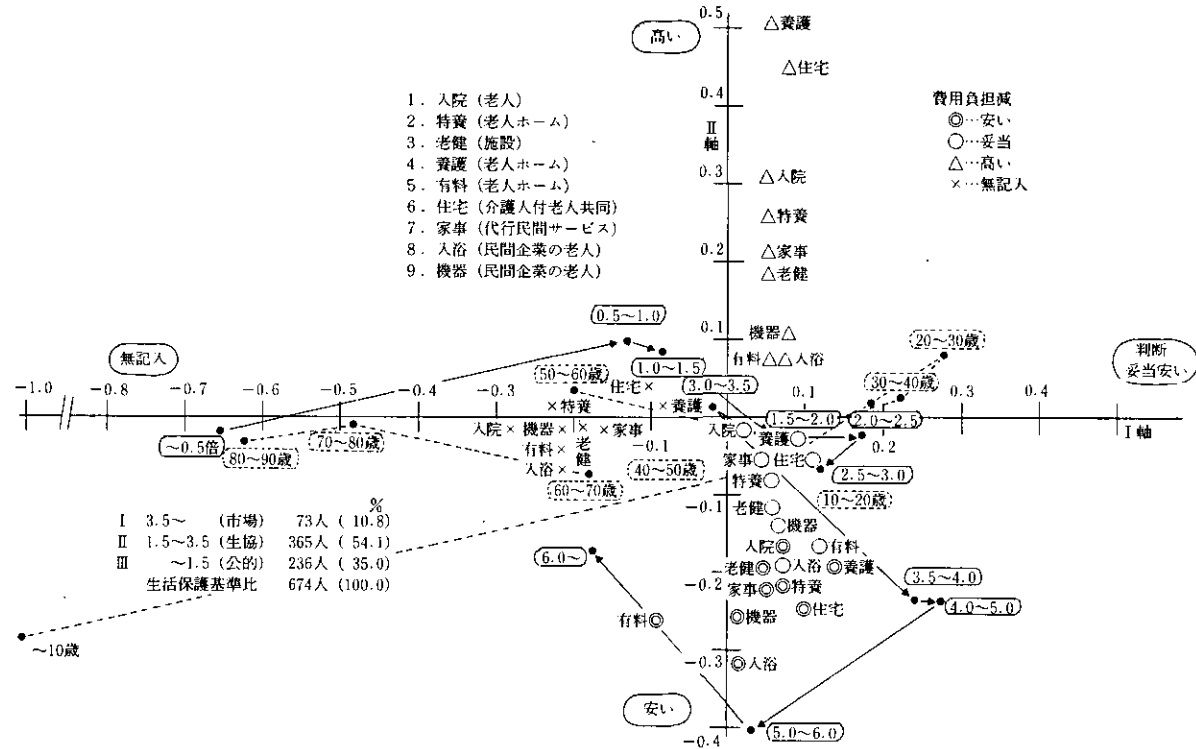 0.5
△養護
高い
△住宅
1. 入院 (老人)
2. 特養 (老人ホーム)
3. 老健 (施設)
4. 養護 (老人ホーム)
5. 有料 (老人ホーム)
6. 住宅 (介護人付老人共同)
7. 家事 (代行民間サービス)
8. 入浴 (民間企業の老人)
9. 機器 (民間企業の老人)
0.4
Ⅱ軸
費用負担減
◎…安い
○…妥当
△…高い
×…無記入
0.3
△入院
△特養
0.2
△家事
△老健
0.5~1.0
0.1
機器△
20~30歳
無記入
1.0~1.5
有料△△入浴
判断
妥当安い
-1.0
-0.8
-0.7
-0.6
-0.5
-0.4
-0.3
50~60歳
住宅×
3.0~3.5
0.1
30~40歳
0.3
0.4
×特養
×養護
1.5~2.0
2.0~2.5
Ⅰ軸
~0.5倍
70~80歳
入院×
機器×
×家事
-0.1
入院○
養護○
0.2
80~90歳
有料×
老健
家事○
住宅○
入浴×
40~50歳
2.5~3.0
60~70歳
特養○
10~20歳
-0.1
老健○
○機器
%
Ⅰ 3.5~ (市場) 73人 (10.8)
Ⅱ 1.5~3.5 (生協) 365人 (54.1)
Ⅲ ~1.5 (公的) 236人 (35.0)
生活保護基準比 674人 (100.0)
6.0~
入院◎
○有料
老健◎
○入浴
◎養護
3.5~4.0
-0.2
家事◎
◎特養
4.0~5.0
有料◎
◎機器
◎住宅
~10歳
-0.3
◎入浴
安い
-0.4
5.0~6.0